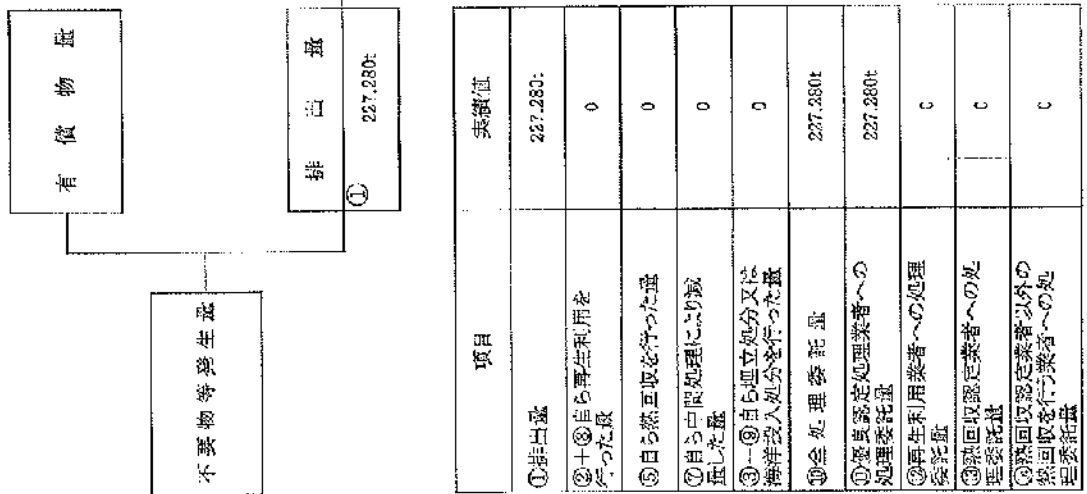 不要物等発生量
有償物量
排出量
①
227.280t
項目
実績値
①排出量
227.280t
②+⑧自ら再生利用を
行った量
0
⑤自ら熱回収を行った量
0
⑦自ら中間処理により減
量した量
0
③-⑨自ら埋立処分又は
海洋投入処分を行った量
0
⑩全処理委託量
227.280t
⑪優良認定処理業者への
処理委託量
227.280t
再生利用業者への処理
委託量
0
熱回収認定業者への処
理委託量
0
熱回収認定業者以外の
熱回収を行う業者への処
理委託量
0